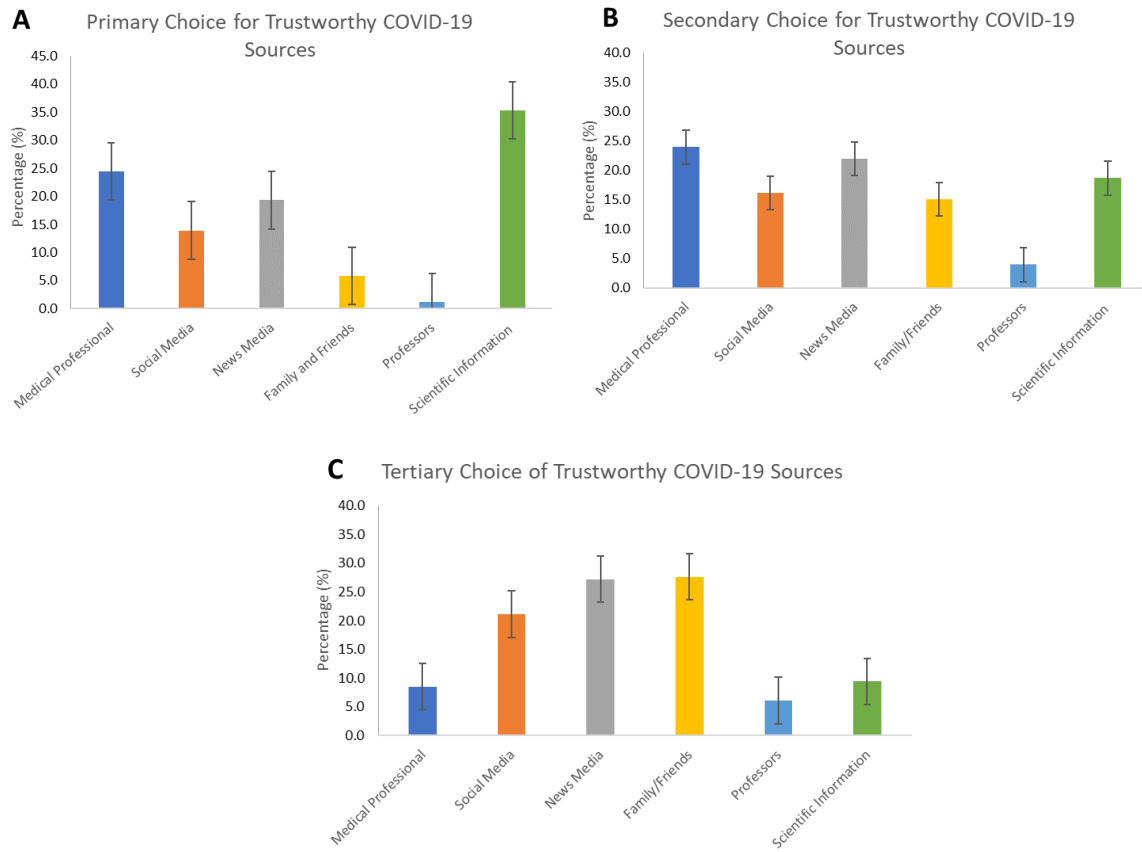 A
Primary Choice for Trustworthy COVID-19
Sources
Percentage (%)
45.0
40.0
35.0
30.0
25.0
20.0
15.0
10.0
5.0
0.0
Medical Professional
Social Media
News Media
Family and Friends
Professors
Scientific Information
B
Secondary Choice for Trustworthy COVID-19
Sources
Percentage (%)
40.0
35.0
30.0
25.0
20.0
15.0
10.0
5.0
0.0
Medical Professional
Social Media
News Media
Family/Friends
Professors
Scientific Information
C
Tertiary Choice of Trustworthy COVID-19 Sources
Percentage (%)
40.0
35.0
30.0
25.0
20.0
15.0
10.0
5.0
0.0
Medical Professional
Social Media
News Media
Family/Friends
Professors
Scientific Information